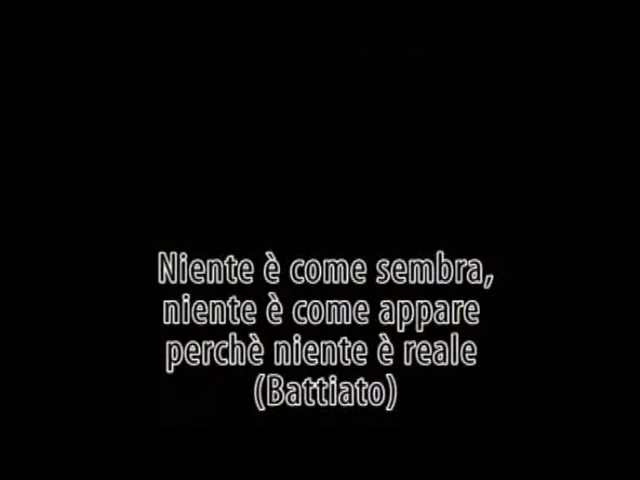 Niente è come sembra,
niente è come appare
perchè niente è reale
(Battiato)